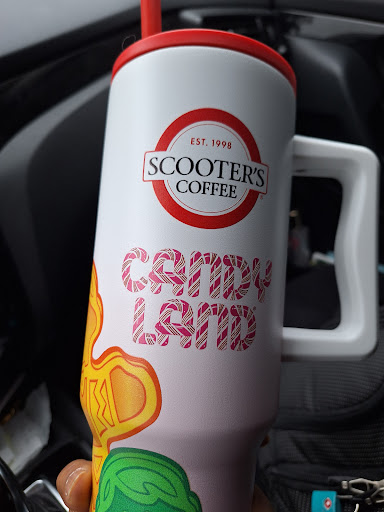 EST. 1998
SCOOTER'S
COFFEE
CANDY
LAND